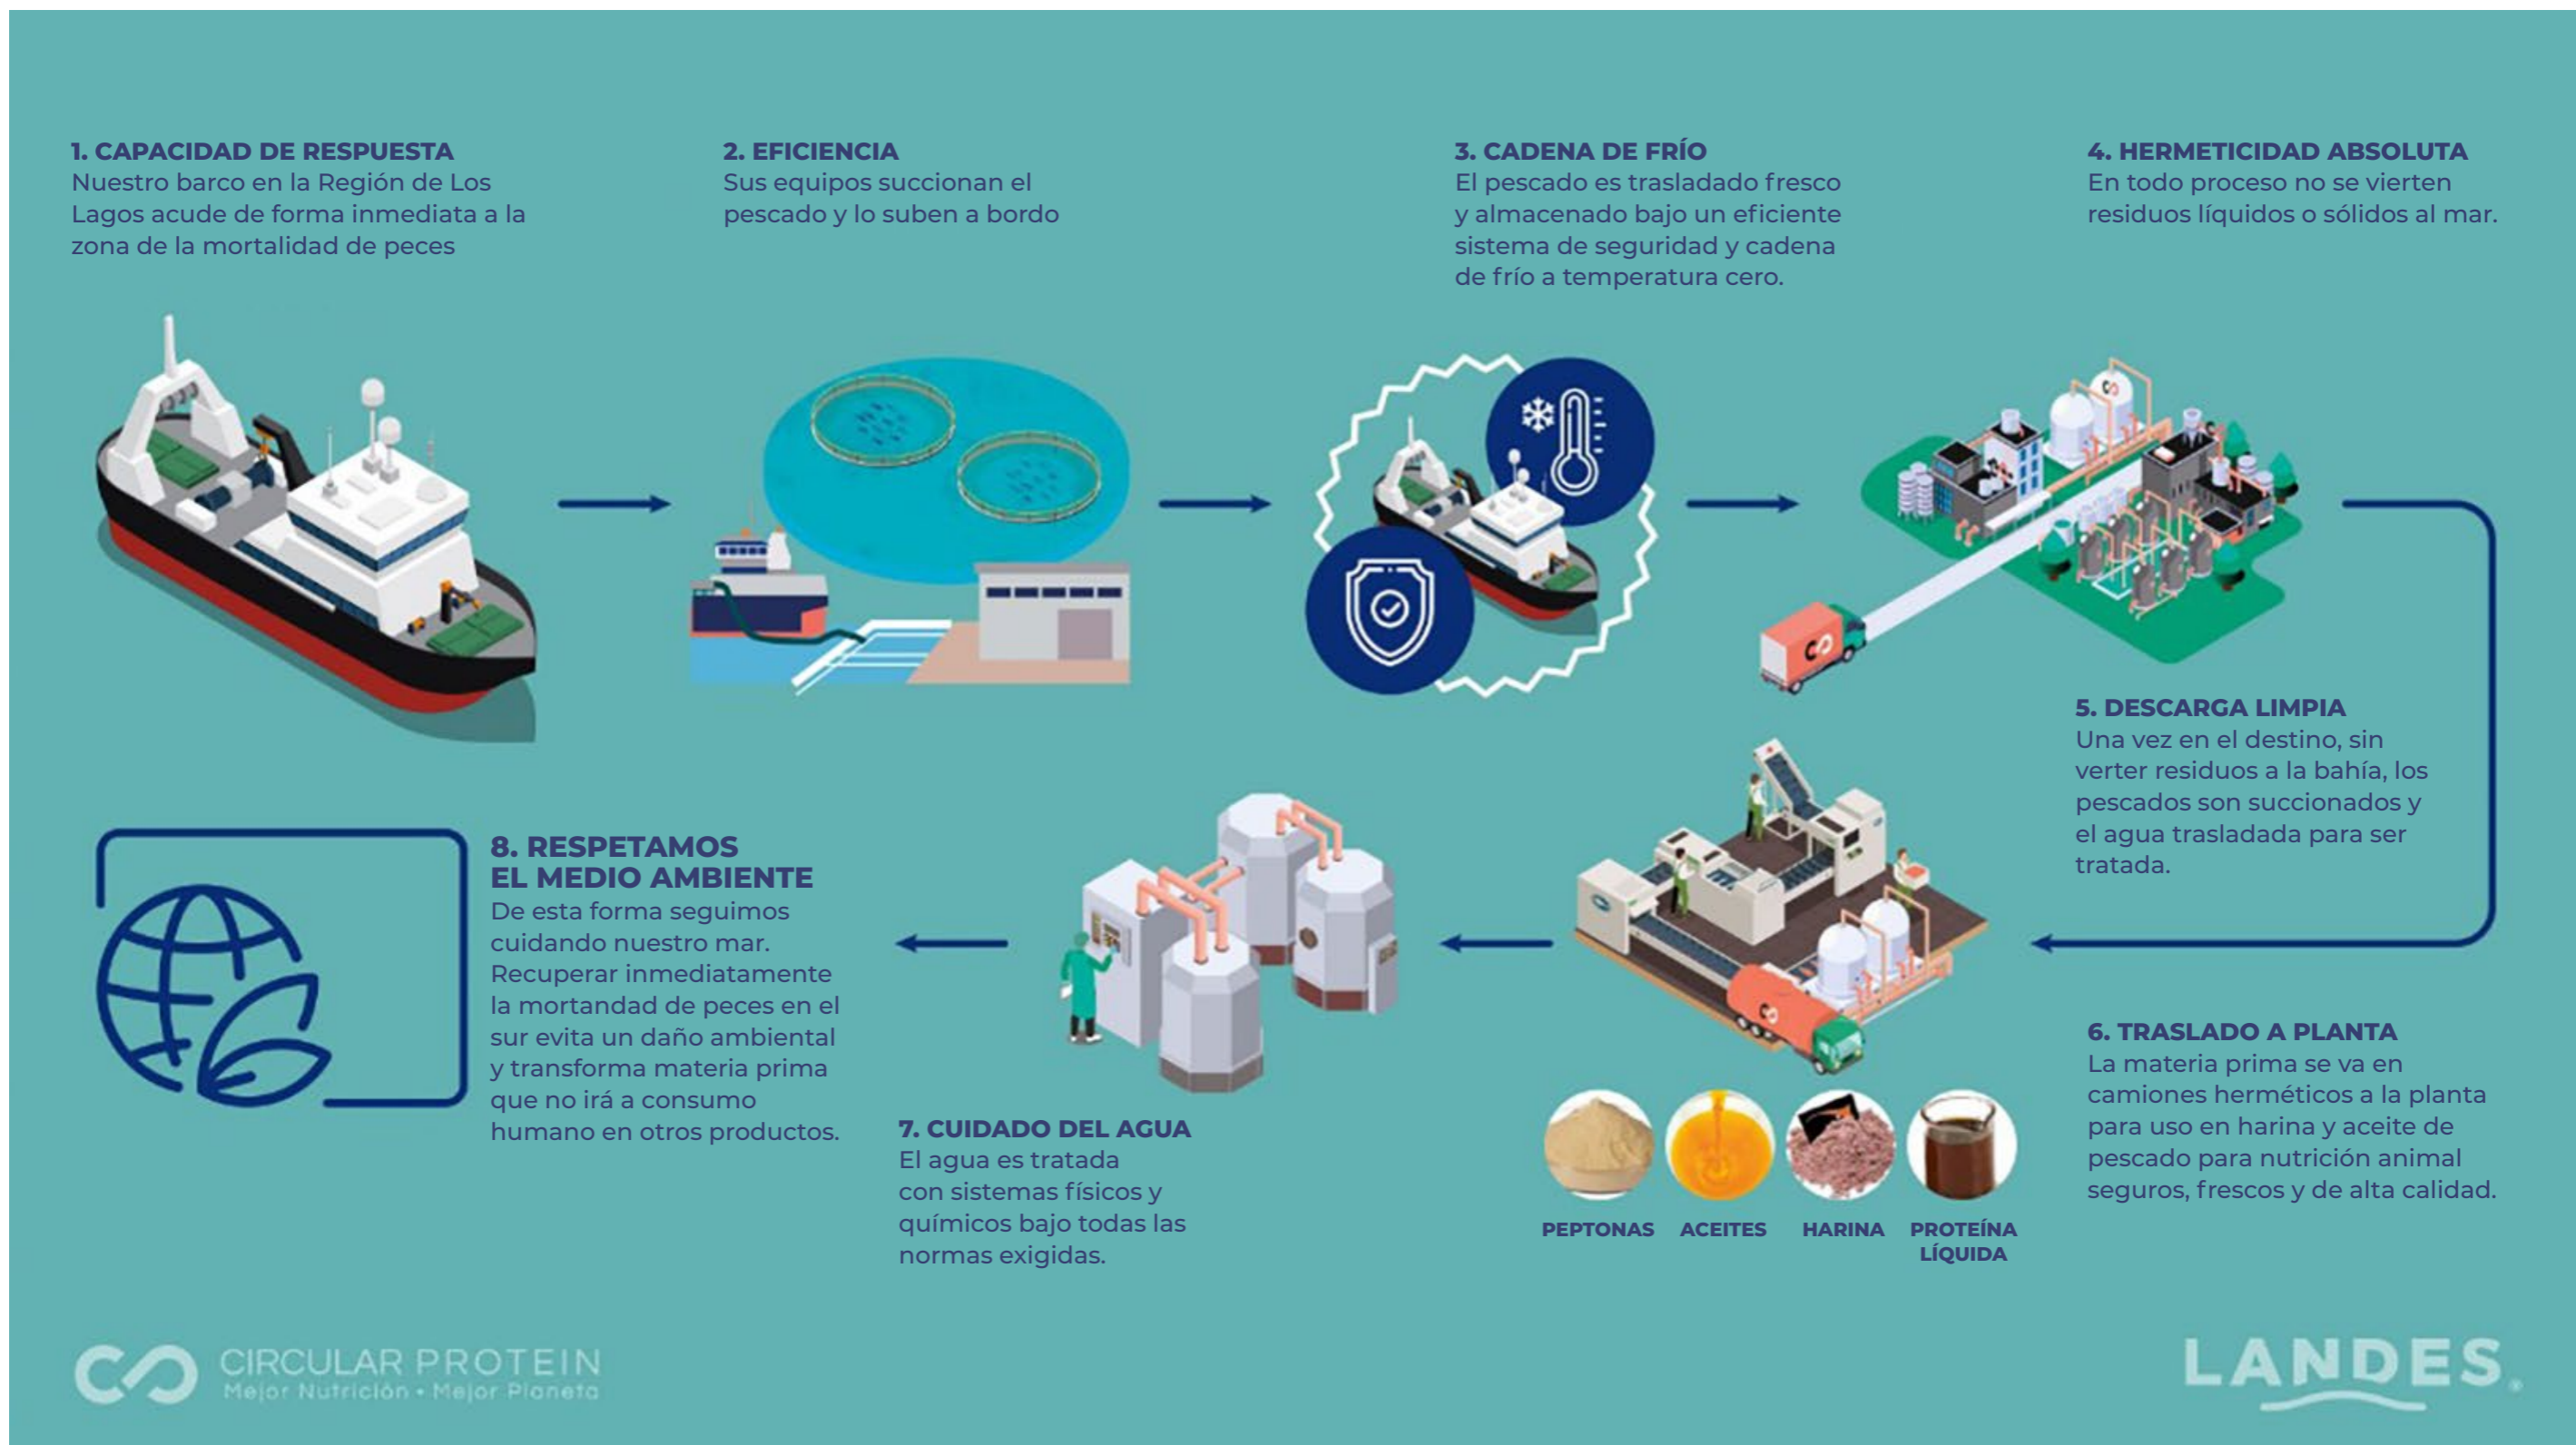 1. CAPACIDAD DE RESPUESTA
Nuestro barco en la Región de Los
Lagos acude de forma inmediata a la
zona de la mortalidad de peces
2. EFICIENCIA
Sus equipos succionan el
pescado y lo suben a bordo
3. CADENA DE FRÍO
El pescado es trasladado fresco
y almacenado bajo un eficiente
sistema de seguridad y cadena
de frío a temperatura cero.
4. HERMETICIDAD ABSOLUTA
En todo proceso no se vierten
residuos líquidos o sólidos al mar.
5. DESCARGA LIMPIA
Una vez en el destino, sin
verter residuos a la bahía, los
pescados son succionados y
el agua trasladada para ser
tratada.
6. TRASLADO A PLANTA
La materia prima se va en
camiones herméticos a la planta
para uso en harina y aceite de
pescado para nutrición animal
seguros, frescos y de alta calidad.
PEPTONAS
ACEITES
HARINA
PROTEÍNA
LÍQUIDA
7. CUIDADO DEL AGUA
El agua es tratada
con sistemas físicos y
químicos bajo todas las
normas exigidas.
8. RESPETAMOS
EL MEDIO AMBIENTE
De esta forma seguimos
cuidando nuestro mar.
Recuperar inmediatamente
la mortandad de peces en el
sur evita un daño ambiental
y transforma materia prima
que no irá a consumo
humano en otros productos.
CIRCULAR PROTEIN
Mejor Nutrición • Mejor Planeta
LANDES®